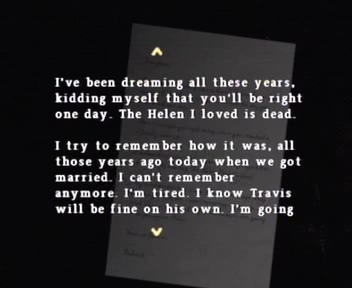 I've been dreaming all these years,
kidding myself that you'll be right
one day. The Helen I loved is dead.
I try to remember how it was, all
those years ago today when we got
married. I can't remember
anymore. I'm tired. I know Travis
will be fine on his own. I'm going